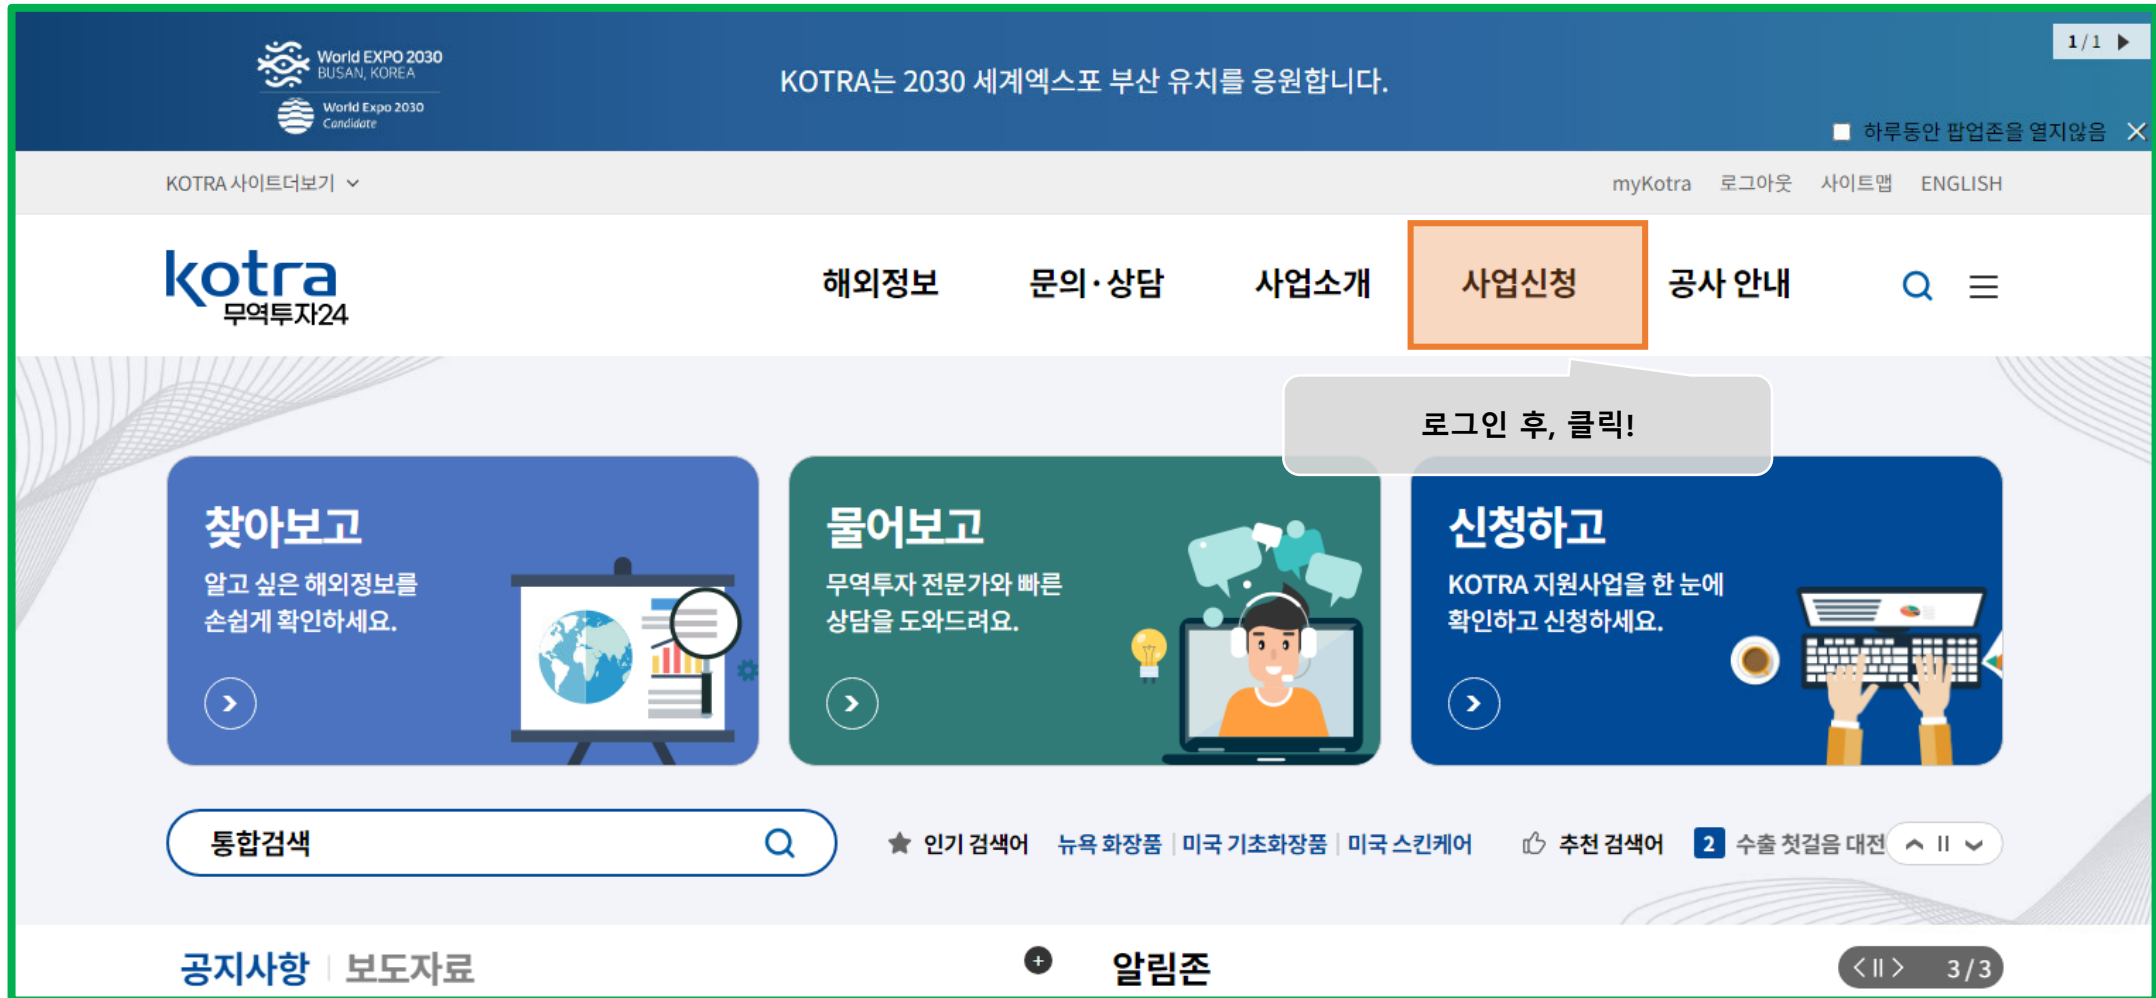 World EXPO 2030
BUSAN, KOREA
World Expo 2030
Candidate
KOTRA는 2030 세계엑스포 부산 유치를 응원합니다.
1/1
하루동안 팝업존을 열지않음
KOTRA 사이트더보기
myKotra 로그아웃 사이트맵 ENGLISH
kotra
무역투자24
해외정보 문의·상담 사업소개 사업신청 공사 안내
로그인 후, 클릭!
찾아보고
알고 싶은 해외정보를
손쉽게 확인하세요.
물어보고
무역투자 전문가와 빠른
상담을 도와드려요.
신청하고
KOTRA 지원사업을 한 눈에
확인하고 신청하세요.
통합검색
인기 검색어 뉴욕 화장품 미국 기초화장품 미국 스킨케어
추천 검색어 2 수출 첫걸음 대전
공지사항 보도자료
알림존
3/3